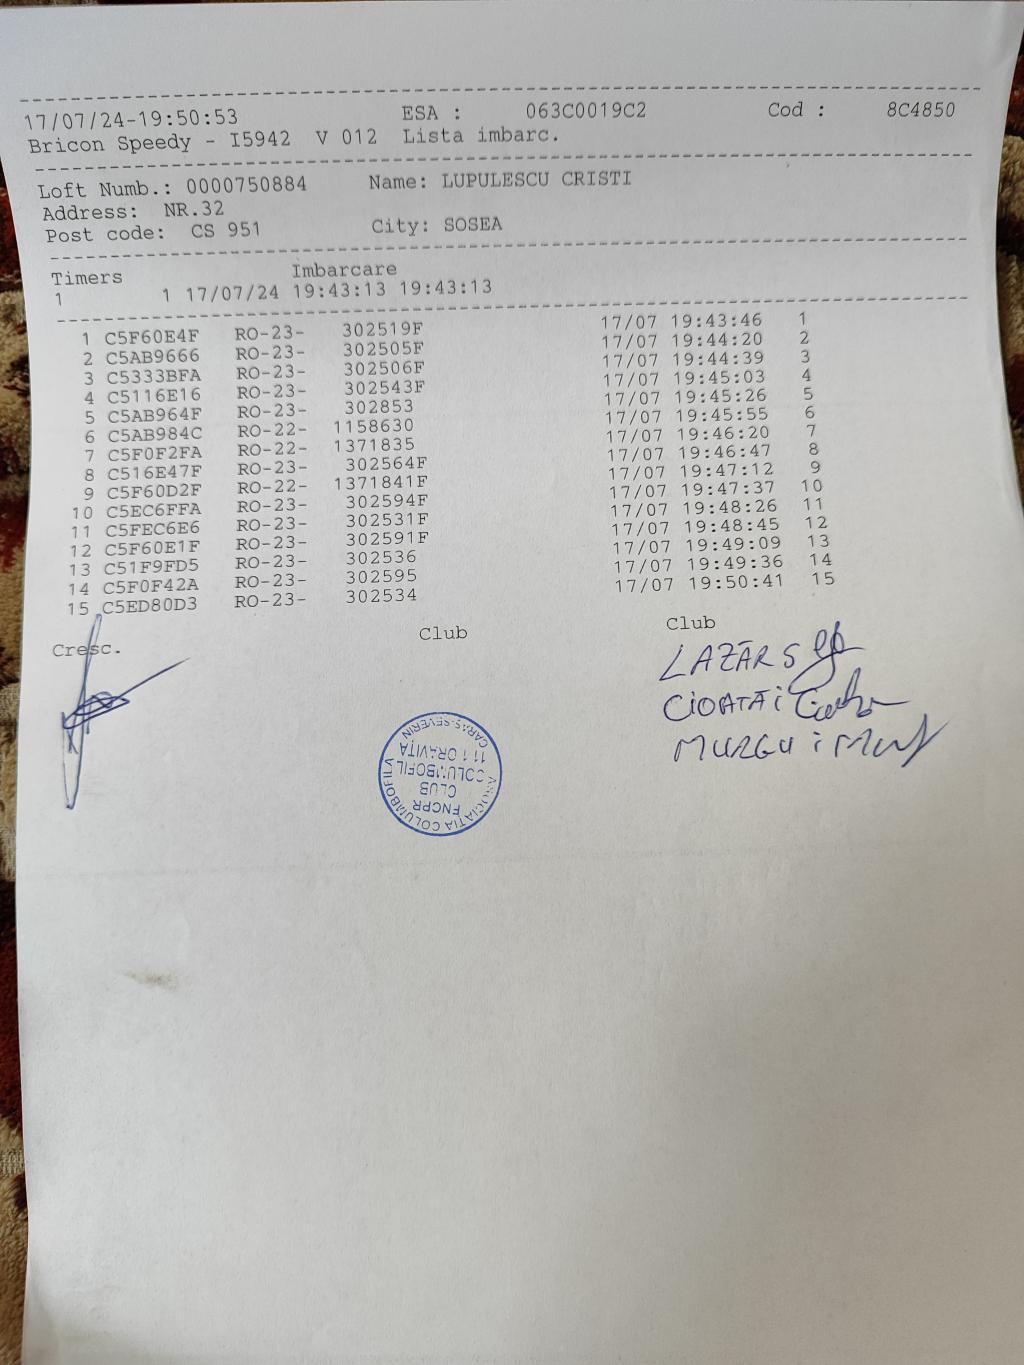 17/07/24-19:50:53 ESA : 063C0019C2 Cod : 8C4850
Bricon Speedy - I5942 V 012 Lista imbarc.
Loft Numb.: 0000750884 Name: LUPULESCU CRISTI
Address: NR.32
Post code: CS 951 City: SOSEA
Timers Imbarcare
1 1 17/07/24 19:43:13 19:43:13
1 C5F60E4F RO-23- 302519F 17/07 19:43:46 1
2 C5AB9666 RO-23- 302505F 17/07 19:44:20 2
3 C5333BFA RO-23- 302506F 17/07 19:44:39 3
4 C5116E16 RO-23- 302543F 17/07 19:45:03 4
5 C5AB964F RO-23- 302853 17/07 19:45:26 5
6 C5AB984C RO-22- 1158630 17/07 19:45:55 6
7 C5F0F2FA RO-22- 1371835 17/07 19:46:20 7
8 C516E47F RO-23- 302564F 17/07 19:46:47 8
9 C5F60D2F RO-22- 1371841F 17/07 19:47:12 9
10 C5EC6FFA RO-23- 302594F 17/07 19:47:37 10
11 C5FEC6E6 RO-23- 302531F 17/07 19:48:26 11
12 C5F60E1F RO-23- 302591F 17/07 19:48:45 12
13 C51F9FD5 RO-23- 302536 17/07 19:49:09 13
14 C5F0F42A RO-23- 302595 17/07 19:49:36 14
15 C5ED80D3 RO-23- 302534 17/07 19:50:41 15
Cresc. Club Club
LAZĂR S
CIOATĂ i
MURGU i
ASOCIATIA COLUMBOFILA
FNCPR
CLUB
COLUMBOFIL
111 ORAVIȚA
CARAS-SEVERIN